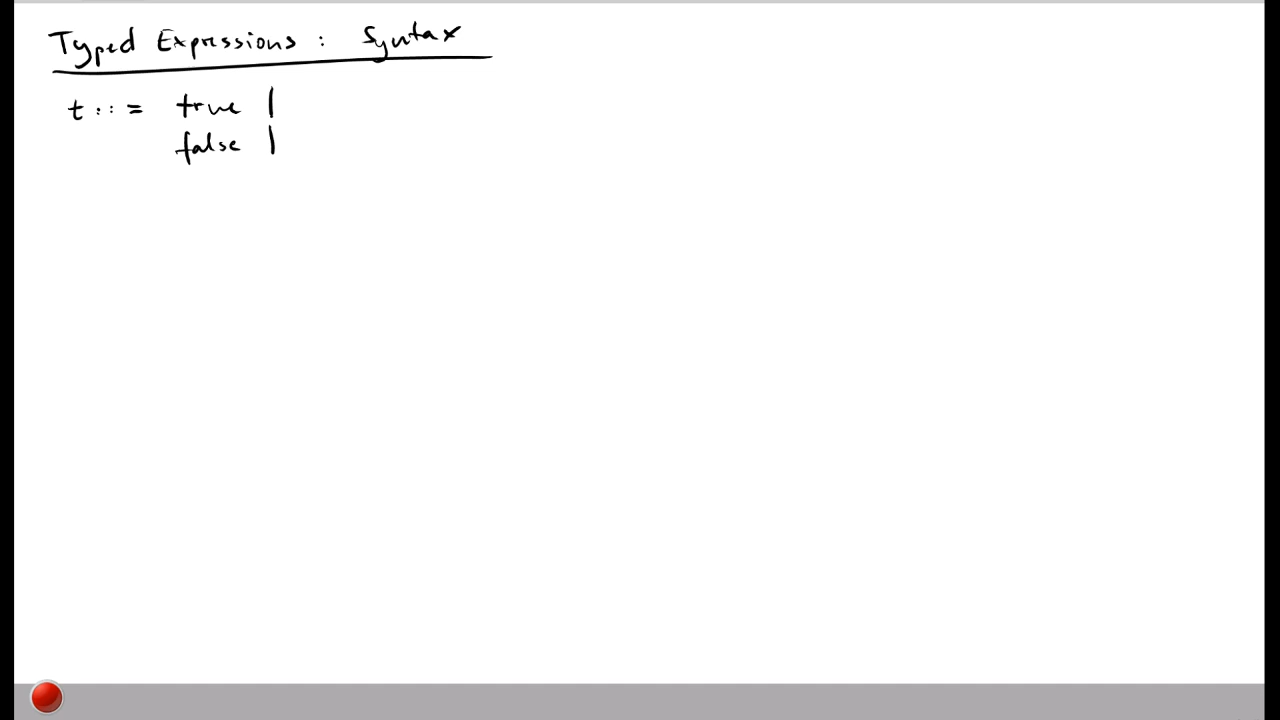 Typed Expressions : Syntax
t ::= true |
false |